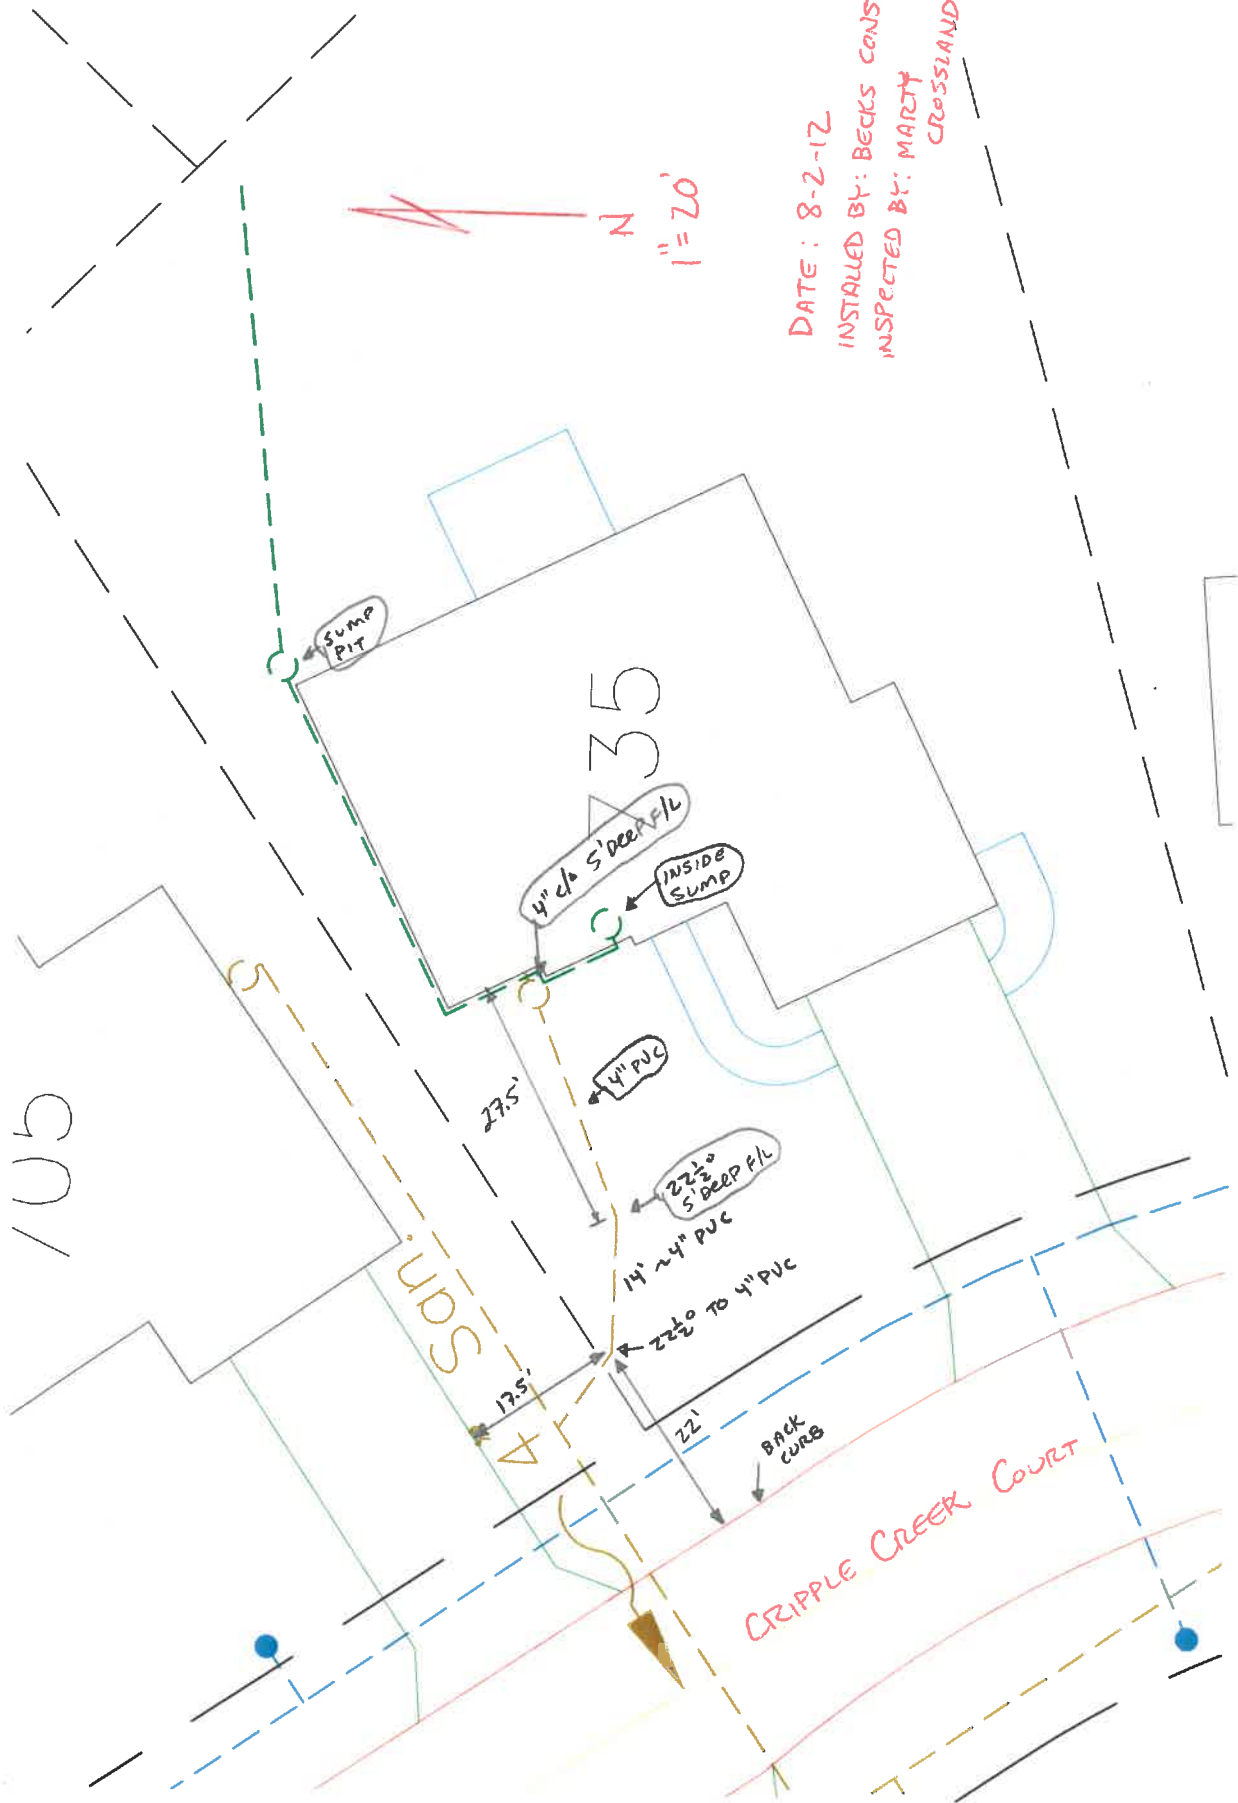 N
1"= 20'
DATE : 8-2-12
INSTALLED BY: BECKS CONS
INSPECTED BY: MARTY
CROSSLAND
SUMP
PIT
735
4" c/o 5' DEEP F/L
INSIDE
SUMP
705
27.5'
4" PVC
22½°
5' DEEP F/L
14' ~ 4" PVC
22½° TO 4" PVC
4 San.
17.5'
22'
BACK
CURB
CRIPPLE CREEK COURT